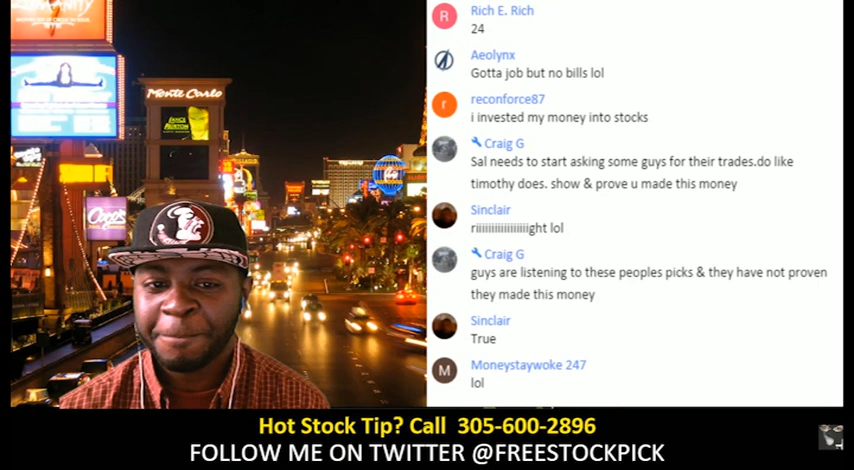 Monte Carlo
LANCE
BURTON
Rich E. Rich
24
Aeolynx
Gotta job but no bills lol
r
reconforce87
i invested my money into stocks
Craig G
Sal needs to start asking some guys for their trades.do like
timothy does. show & prove u made this money
Sinclair
riiiiiiiiiiiiiiiiight lol
Craig G
guys are listening to these peoples picks & they have not proven
they made this money
Sinclair
True
M
Moneystaywoke 247
lol
R
Hot Stock Tip? Call 305-600-2896
FOLLOW ME ON TWITTER @FREESTOCKPICK